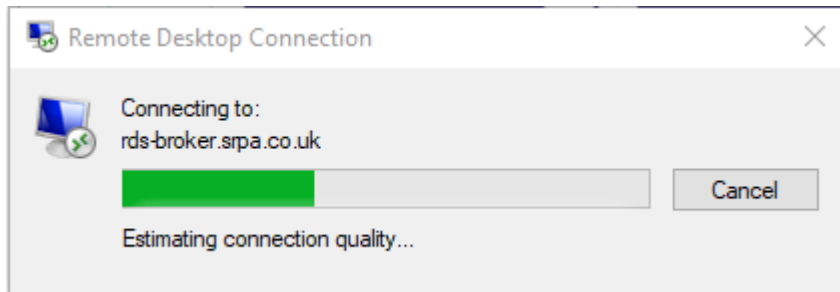 Remote Desktop Connection
Connecting to:
rds-broker.srpa.co.uk
Cancel
Estimating connection quality...